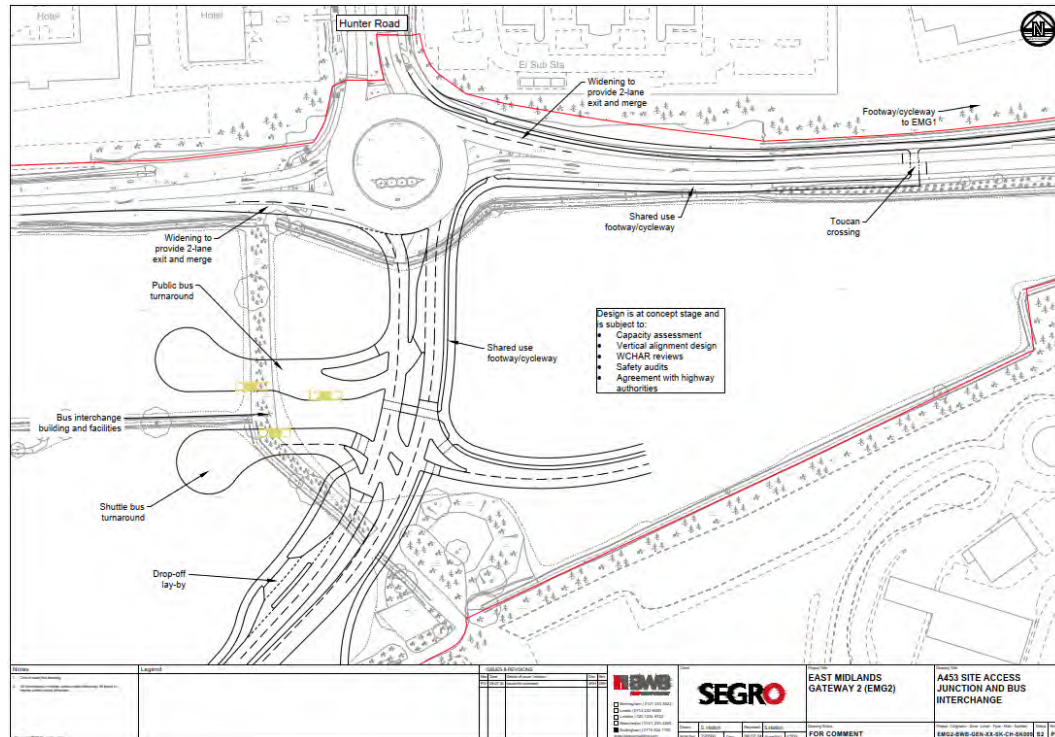 Hotel
Hotel
Hunter Road
El Sub Sta
Widening to
provide 2-lane
exit and merge
Footway/cycleway
to EMG1
Shared use
footway/cycleway
Toucan
crossing
Widening to
provide 2-lane
exit and merge
Public bus
turnaround
Design is at concept stage and
is subject to:
• Capacity assessment
• Vertical alignment design
• WCHAR reviews
• Safety audits
• Agreement with highway
authorities
Shared use
footway/cycleway
Bus interchange
building and facilities
Shuttle bus
turnaround
Drop-off
lay-by
Notes
Legend
ISSUES & REVISIONS
BWB
SEGRO
EAST MIDLANDS
GATEWAY 2 (EMG2)
A453 SITE ACCESS
JUNCTION AND BUS
INTERCHANGE
FOR COMMENT